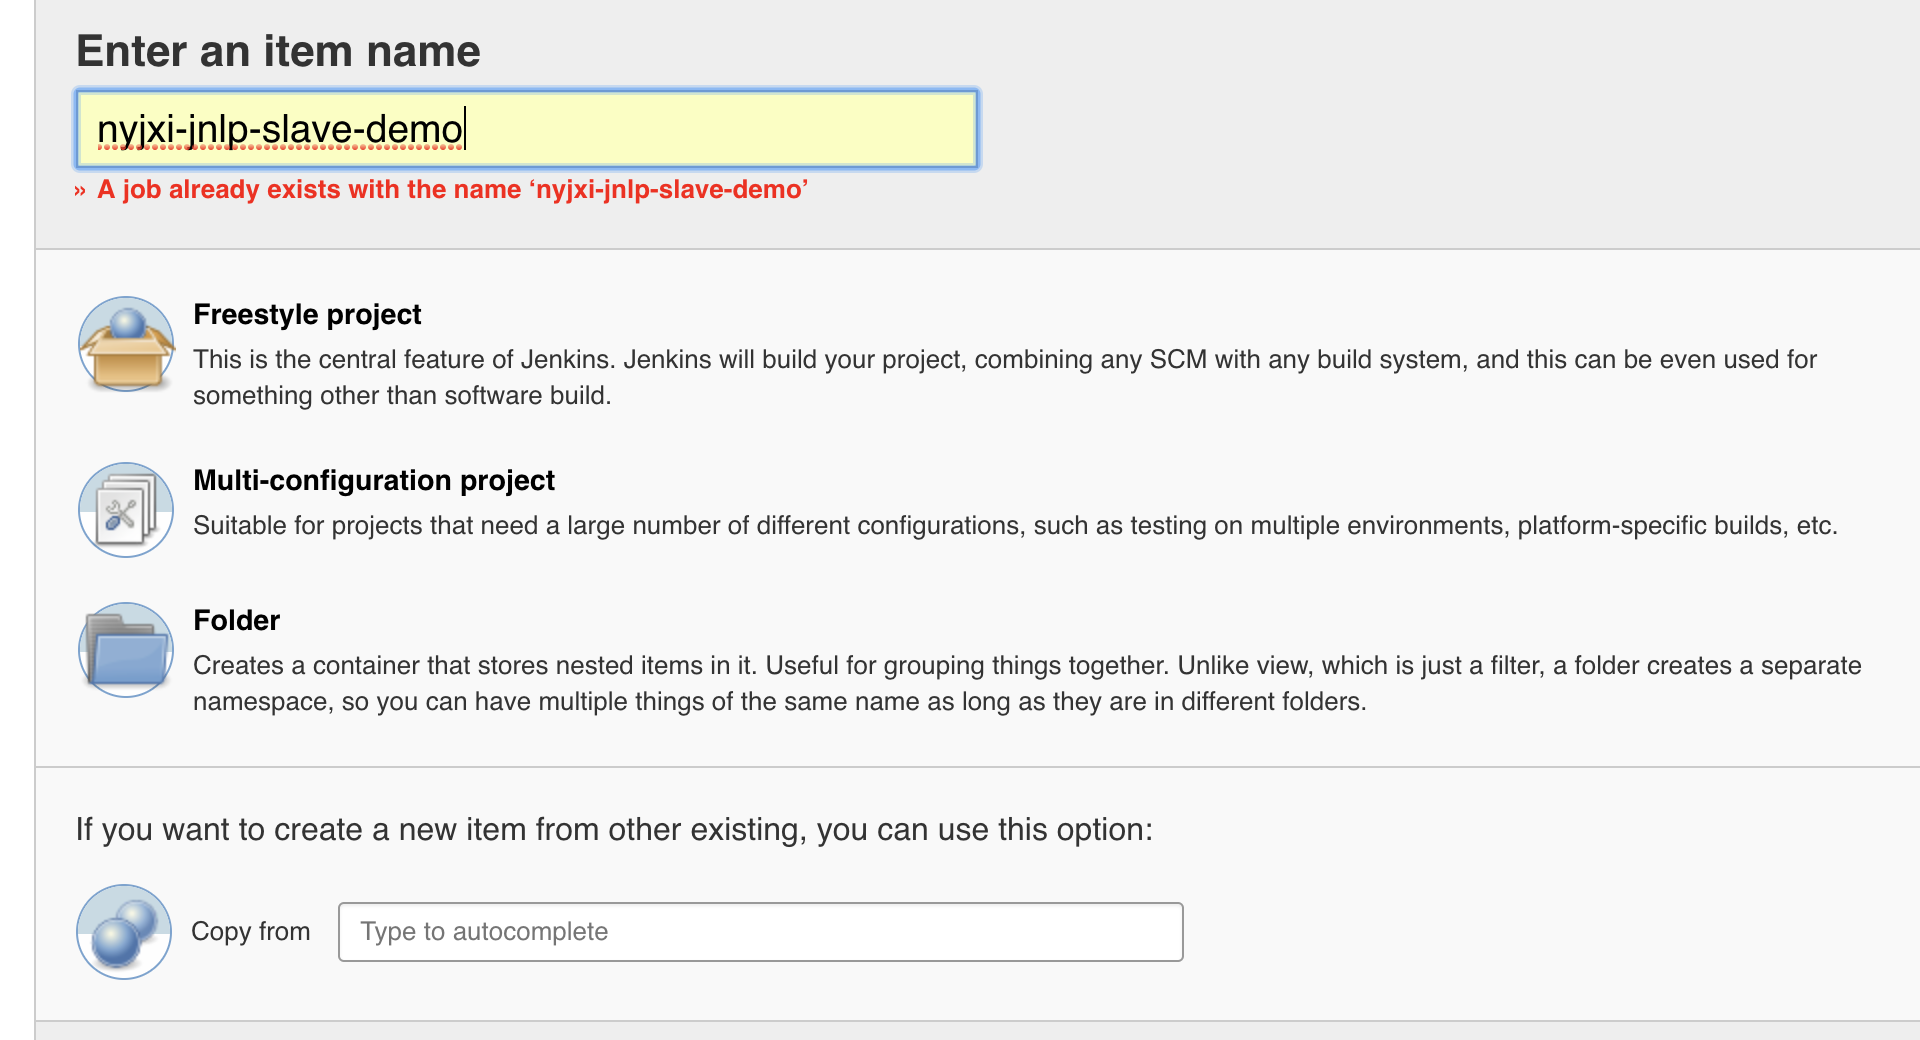 Enter an item name
nyjxi-jnlp-slave-demo
» A job already exists with the name ‘nyjxi-jnlp-slave-demo’
Freestyle project
This is the central feature of Jenkins. Jenkins will build your project, combining any SCM with any build system, and this can be even used for
something other than software build.
Multi-configuration project
Suitable for projects that need a large number of different configurations, such as testing on multiple environments, platform-specific builds, etc.
Folder
Creates a container that stores nested items in it. Useful for grouping things together. Unlike view, which is just a filter, a folder creates a separate
namespace, so you can have multiple things of the same name as long as they are in different folders.
If you want to create a new item from other existing, you can use this option:
Copy from Type to autocomplete